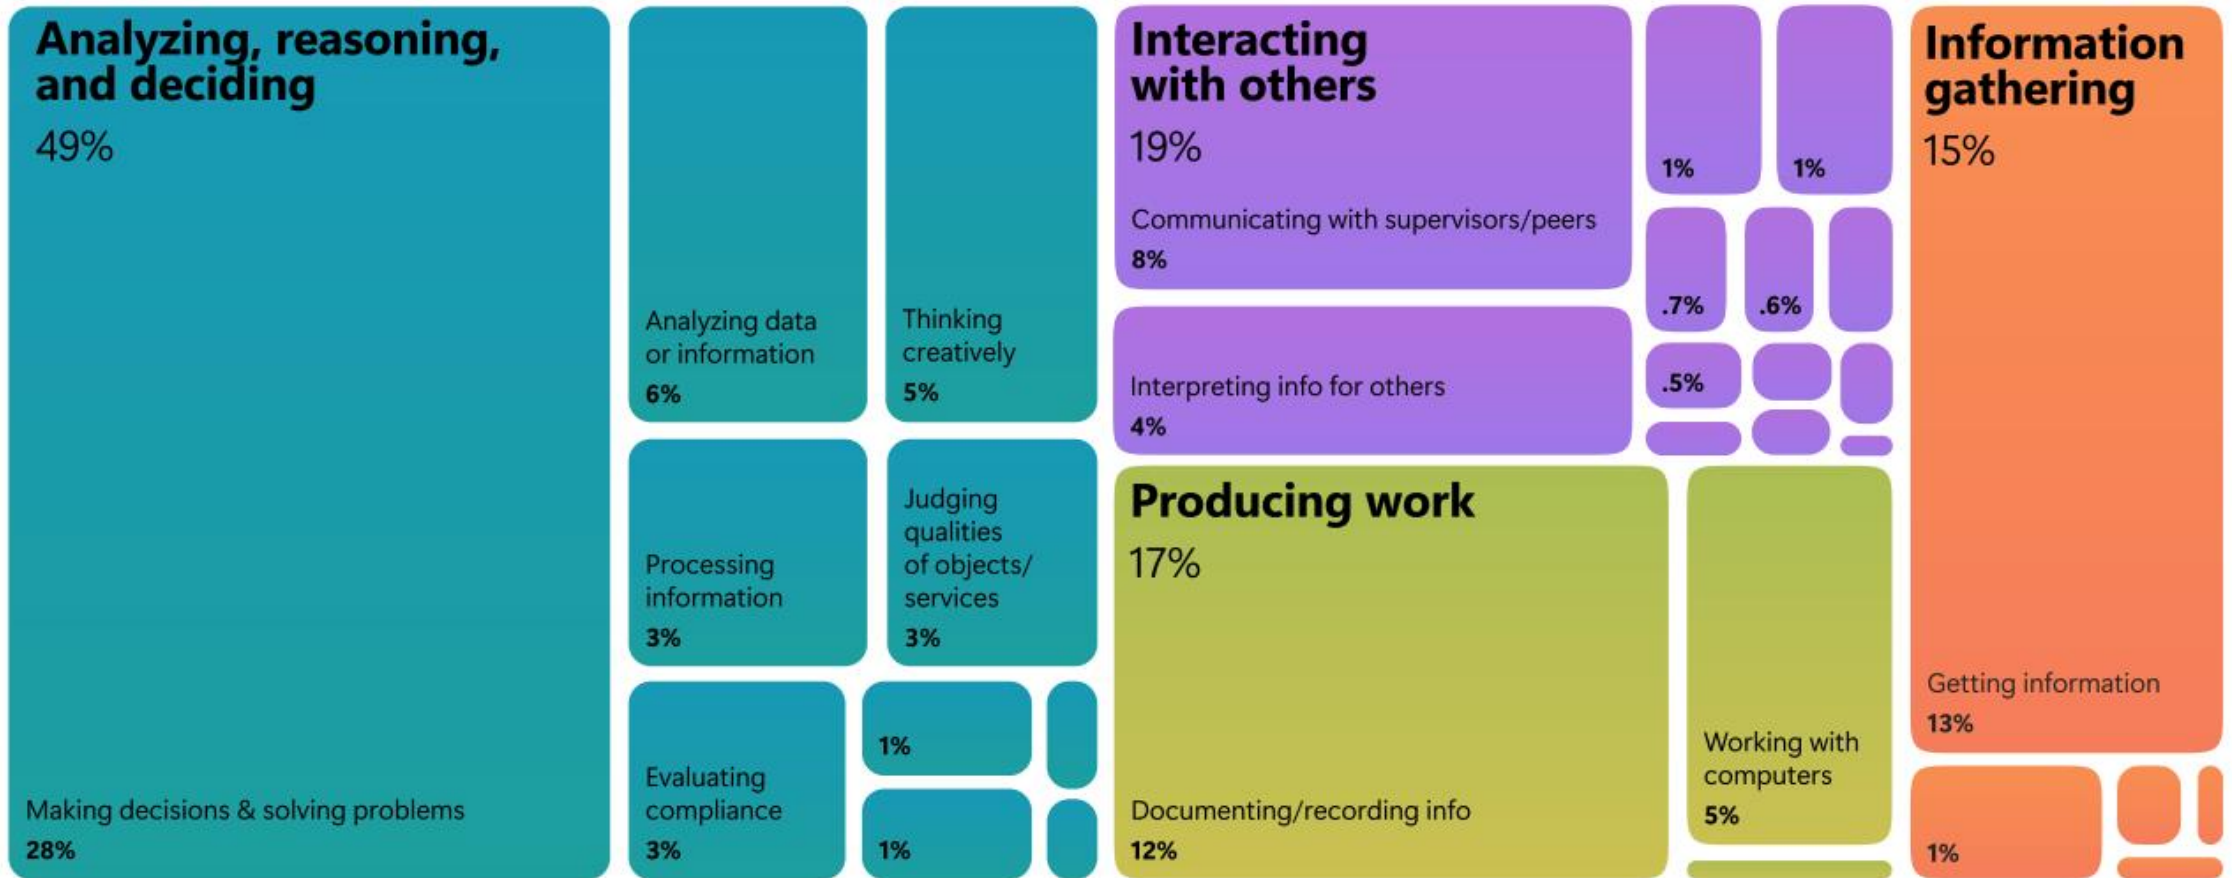 Analyzing, reasoning,
and deciding
49%
Making decisions & solving problems
28%
Analyzing data
or information
6%
Thinking
creatively
5%
Processing
information
3%
Judging
qualities
of objects/
services
3%
Evaluating
compliance
3%
1%
1%
Interacting
with others
19%
Communicating with supervisors/peers
8%
Interpreting info for others
4%
1%
1%
.7%
.6%
.5%
Producing work
17%
Documenting/recording info
12%
Working with
computers
5%
Information
gathering
15%
Getting information
13%
1%